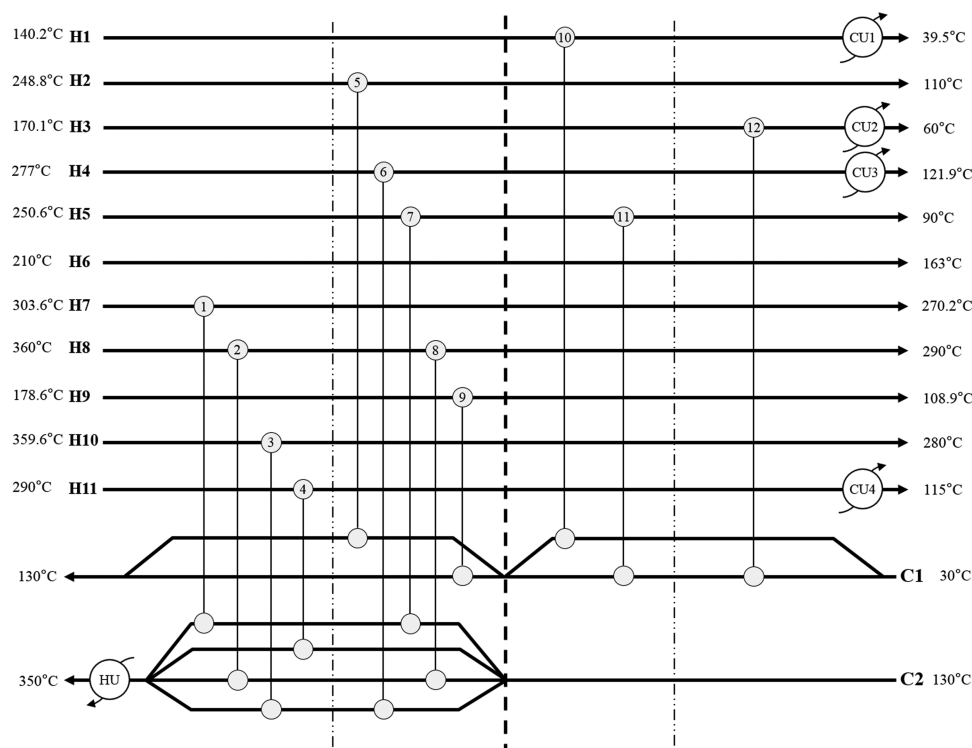 140.2°C H1 10 CU1 39.5°C
248.8°C H2 5 110°C
170.1°C H3 12 CU2 60°C
277°C H4 6 CU3 121.9°C
250.6°C H5 7 11 90°C
210°C H6 163°C
303.6°C H7 1 270.2°C
360°C H8 2 8 290°C
178.6°C H9 9 108.9°C
359.6°C H10 3 280°C
290°C H11 4 CU4 115°C
130°C C1 30°C
350°C HU C2 130°C